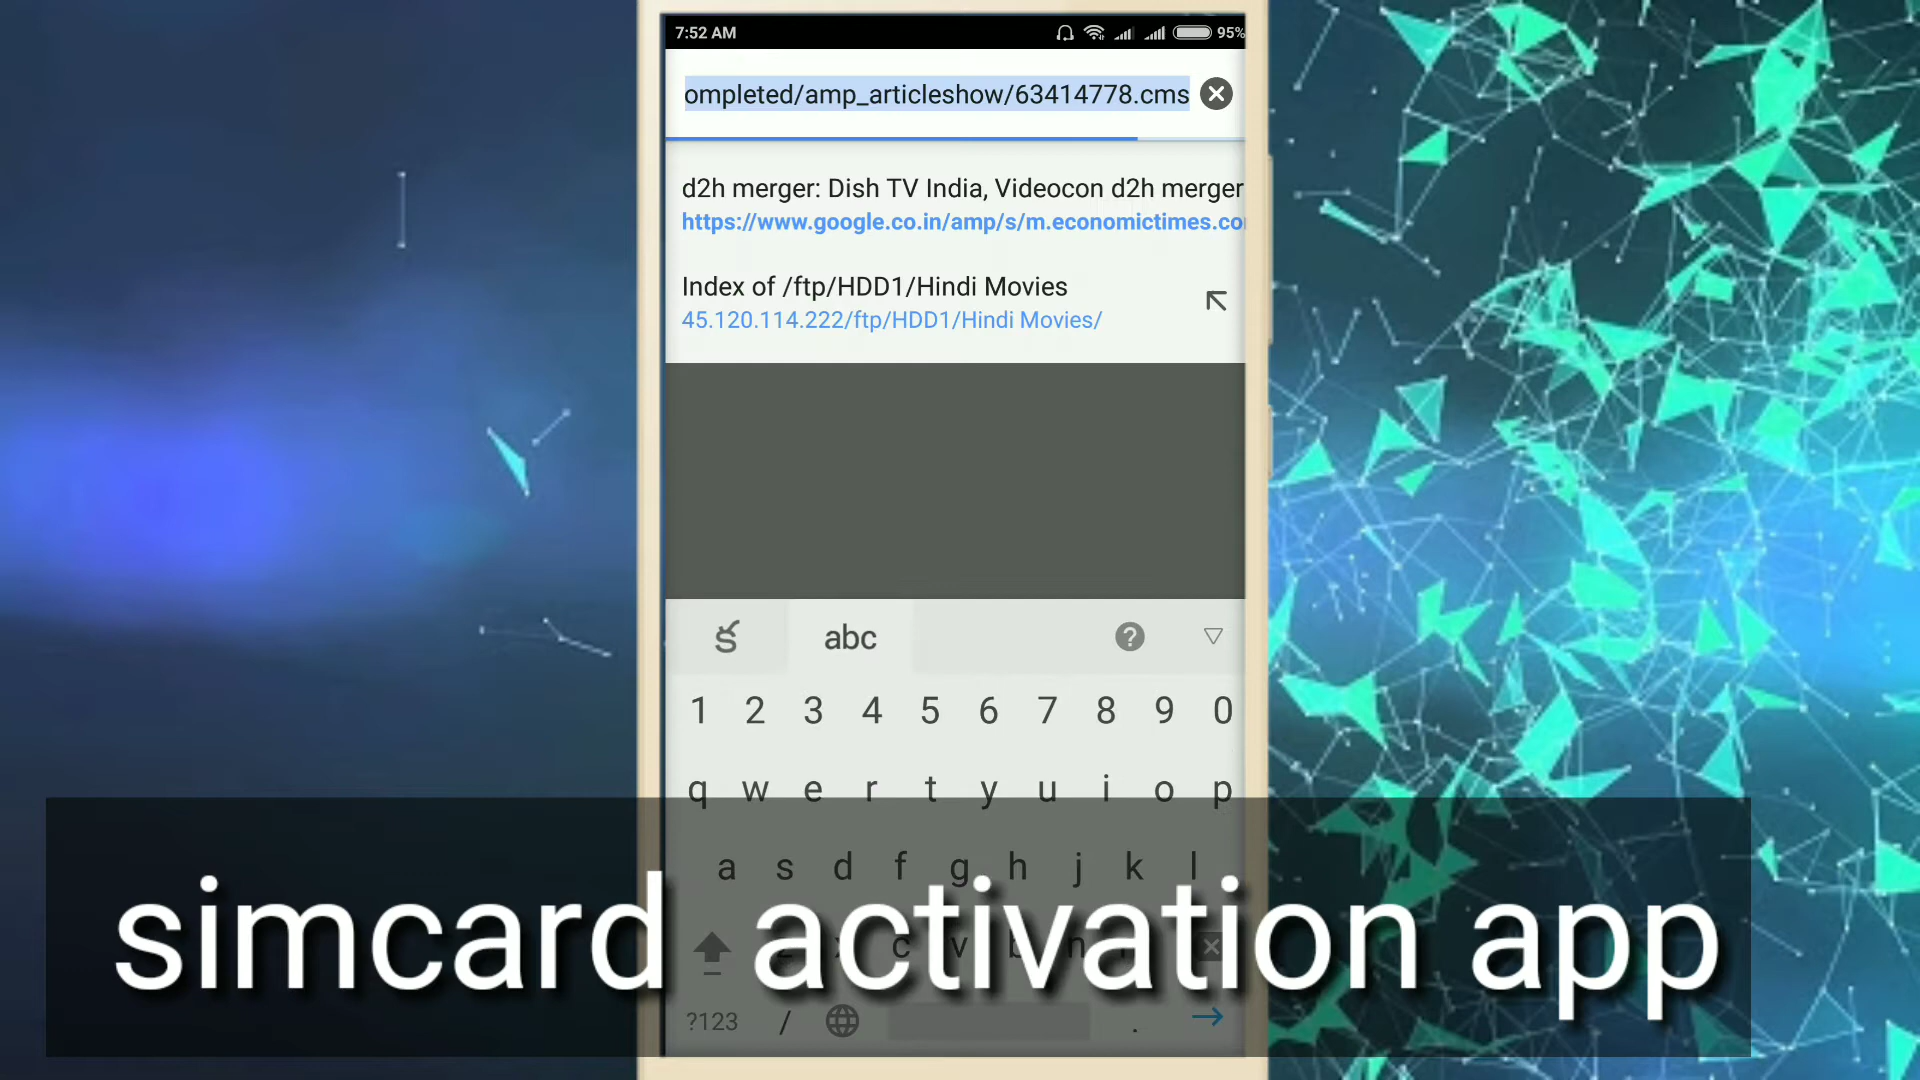 7:52 AM 95%
ompleted/amp_articleshow/63414778.cms
d2h merger: Dish TV India, Videocon d2h merger
https://www.google.co.in/amp/s/m.economictimes.co
Index of /ftp/HDD1/Hindi Movies
45.120.114.222/ftp/HDD1/Hindi Movies/
క abc
1 2 3 4 5 6 7 8 9 0
q w e r t y u i o p
a s d f g h j k l
simcard activation app
z x c v b n
?123 / .